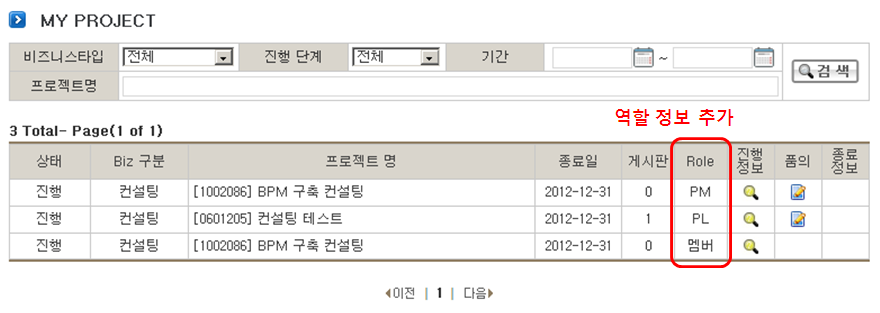 MY PROJECT
비즈니스타입 전체 진행 단계 전체 기간 ~ 검색
프로젝트명
역할 정보 추가
3 Total- Page(1 of 1)
상태 Biz 구분 프로젝트 명 종료일 게시판 Role 진행 정보 품의 종료 정보
진행 컨설팅 [1002086] BPM 구축 컨설팅 2012-12-31 0 PM
진행 컨설팅 [0601205] 컨설팅 테스트 2012-12-31 1 PL
진행 컨설팅 [1002086] BPM 구축 컨설팅 2012-12-31 0 멤버
이전 | 1 | 다음